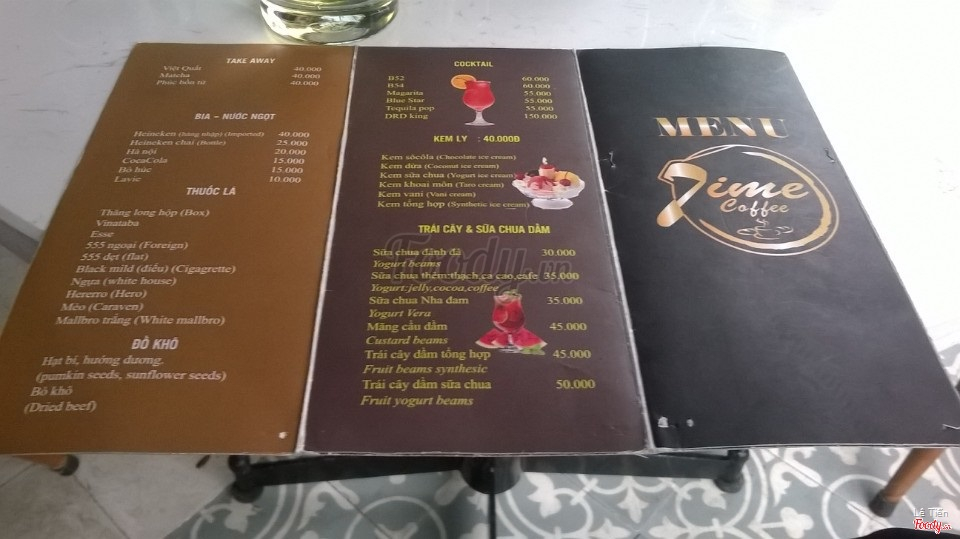 TAKE AWAY
Việt Quất 40.000
Matcha 40.000
Phúc bồn tử 40.000
BIA - NƯỚC NGỌT
Heineken (hàng nhập) (Imported) 40.000
Heineken chai (Bottle) 25.000
Hà nội 20.000
CocaCola 15.000
Bò húc 15.000
Lavie 10.000
THUỐC LÁ
Thăng long hộp (Box)
Vinataba
Esse
555 ngoại (Foreign)
555 dẹt (flat)
Black mild (điếu) (Cigagrette)
Ngựa (white house)
Hererro (Hero)
Mèo (Caraven)
Mallbro trắng (White mallbro)
ĐỒ KHÔ
Hạt bí, hướng dương.
(pumkin seeds, sunflower seeds)
Bò khô
(Dried beef)
COCKTAIL
B52 60.000
B54 60.000
Magarita 55.000
Blue Star 55.000
Tequila pop 55.000
DRD king 150.000
KEM LY : 40.000Đ
Kem sôcôla (Chocolate ice cream)
Kem dừa (Coconut ice cream)
Kem sữa chua (Yogurt ice cream)
Kem khoai môn (Taro cream)
Kem vani (Vani cream)
Kem tổng hợp (Synthetic ice cream)
TRÁI CÂY & SỮA CHUA DẦM
Sữa chua đánh đá 30.000
Yogurt beams
Sữa chua thêm:thạch,ca cao,cafe 35.000
Yogurt:jelly,cocoa,coffee
Sữa chua Nha đam 35.000
Yogurt Vera
Mãng cầu dầm 45.000
Custard beams
Trái cây dầm tổng hợp 45.000
Fruit beams synthesic
Trái cây dầm sữa chua 50.000
Fruit yogurt beams
MENU
Time
Coffee
Foody.vn
Lê Tiến
Foody.vn